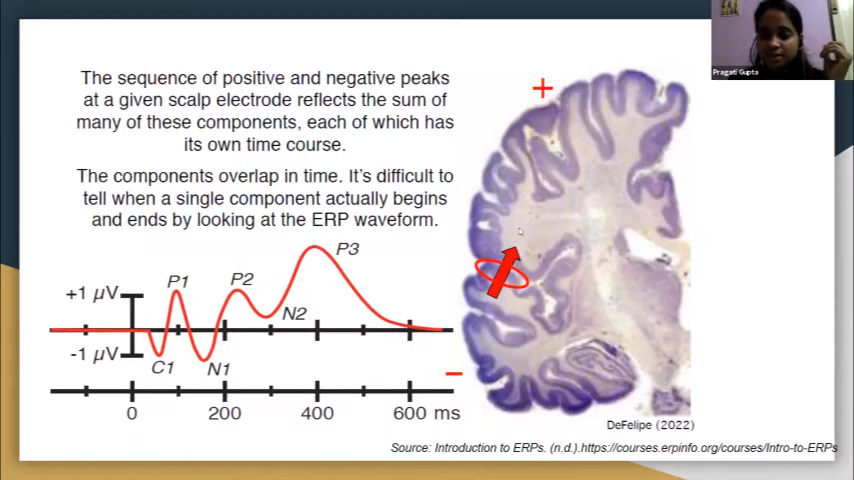 Pragati Gupta
The sequence of positive and negative peaks
at a given scalp electrode reflects the sum of
many of these components, each of which has
its own time course.
The components overlap in time. It's difficult to
tell when a single component actually begins
and ends by looking at the ERP waveform.
+
P3
P1
P2
+1 µV
N2
-1 µV
C1
N1
−
0
200
400
600 ms
DeFelipe (2022)
Source: Introduction to ERPs. (n.d.).https://courses.erpinfo.org/courses/Intro-to-ERPs